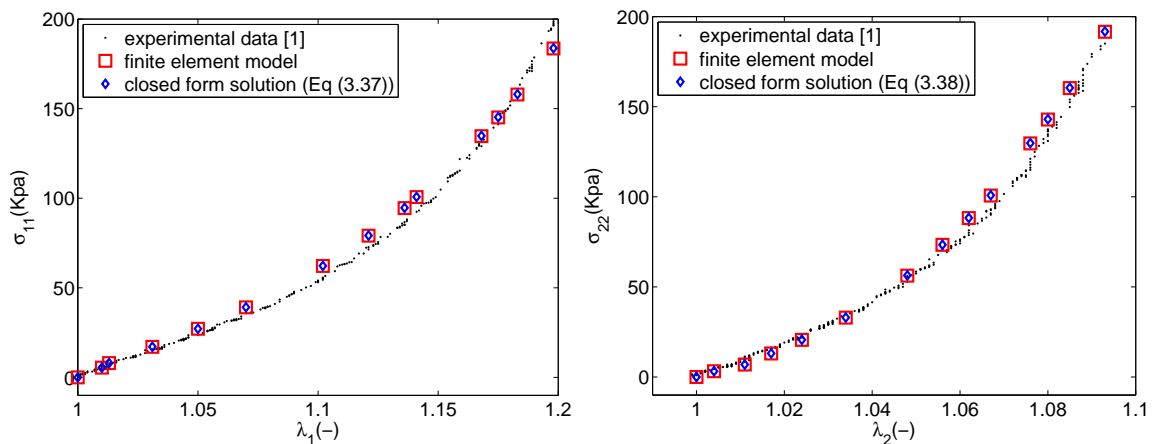 experimental data [1]
finite element model
closed form solution (Eq (3.37))
200
150
100
50
0
σ11(Kpa)
1
1.05
1.1
1.15
1.2
λ1(−)
experimental data [1]
finite element model
closed form solution (Eq (3.38))
200
150
100
50
0
σ22(Kpa)
1
1.02
1.04
1.06
1.08
1.1
λ2(−)